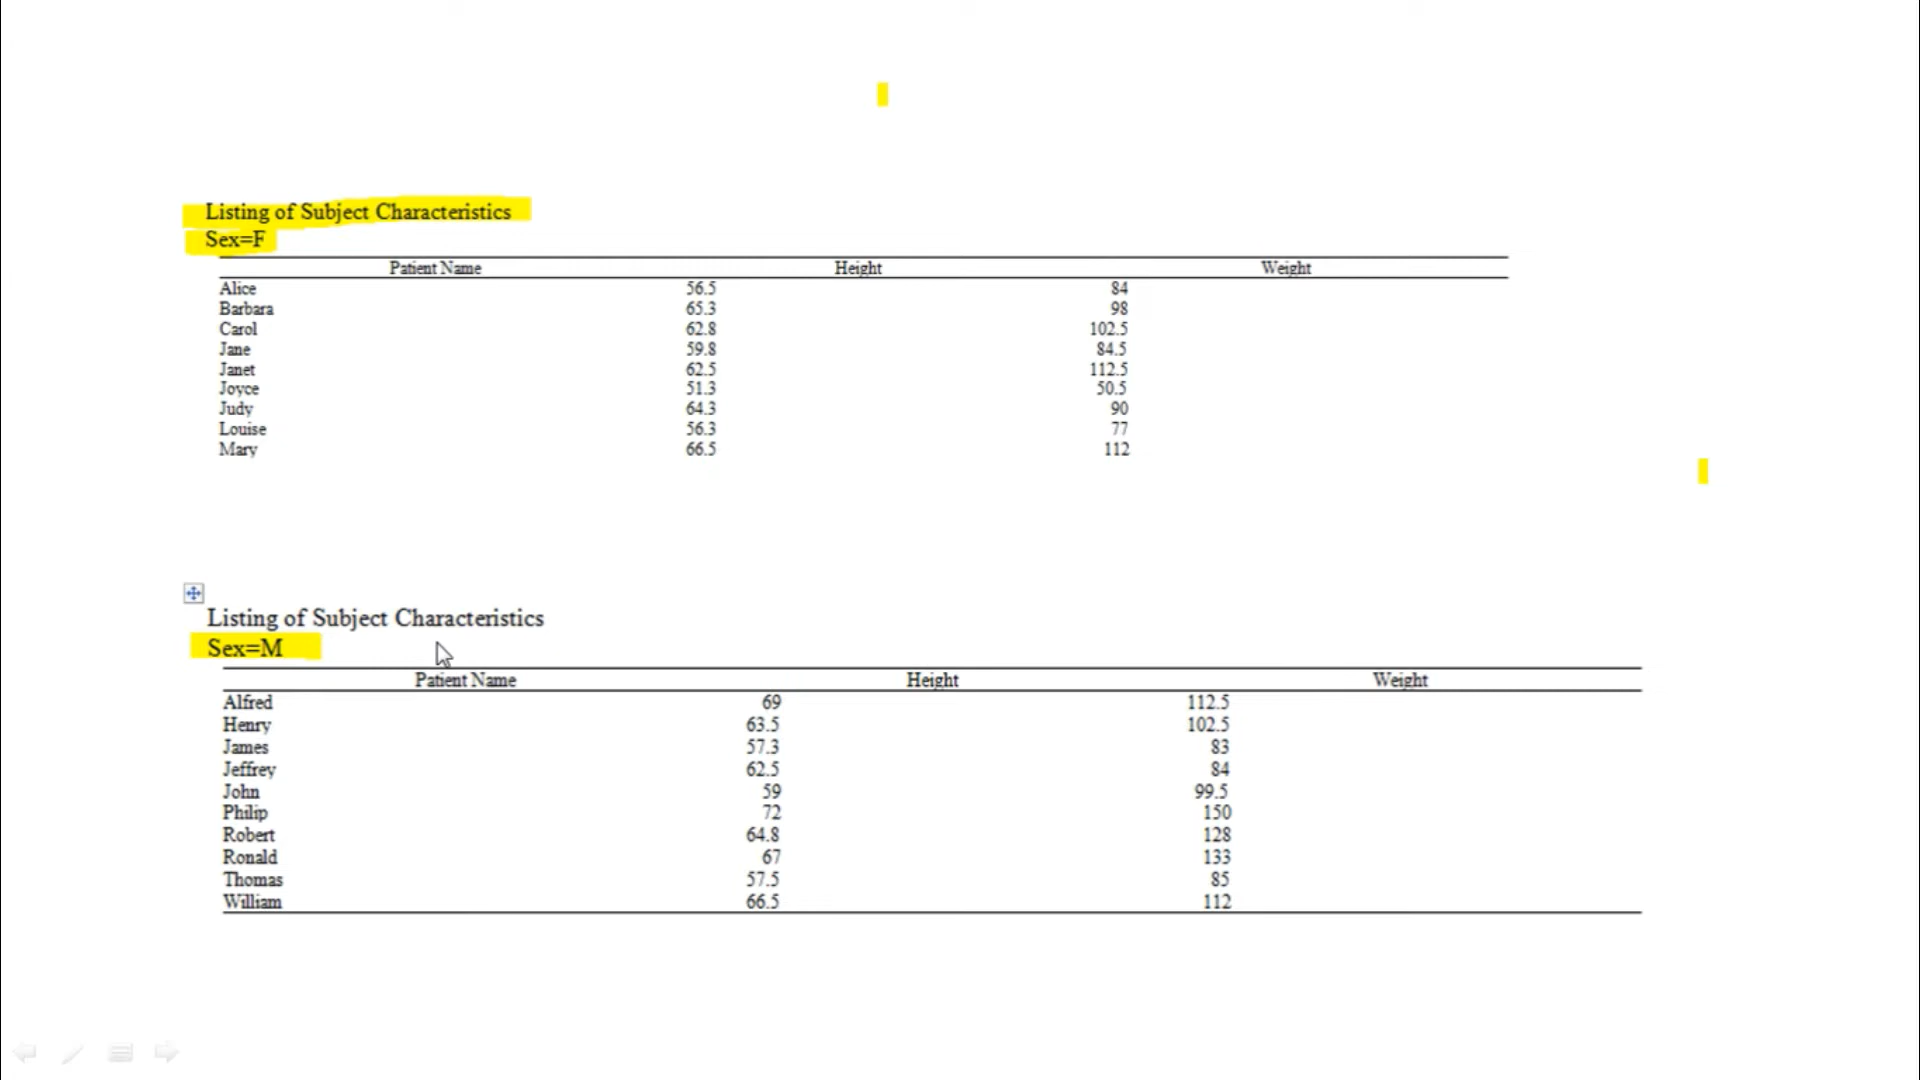 Listing of Subject Characteristics
Sex=F
Patient Name Height Weight
Alice 56.5 84
Barbara 65.3 98
Carol 62.8 102.5
Jane 59.8 84.5
Janet 62.5 112.5
Joyce 51.3 50.5
Judy 64.3 90
Louise 56.3 77
Mary 66.5 112
Listing of Subject Characteristics
Sex=M
Patient Name Height Weight
Alfred 69 112.5
Henry 63.5 102.5
James 57.3 83
Jeffrey 62.5 84
John 59 99.5
Philip 72 150
Robert 64.8 128
Ronald 67 133
Thomas 57.5 85
William 66.5 112